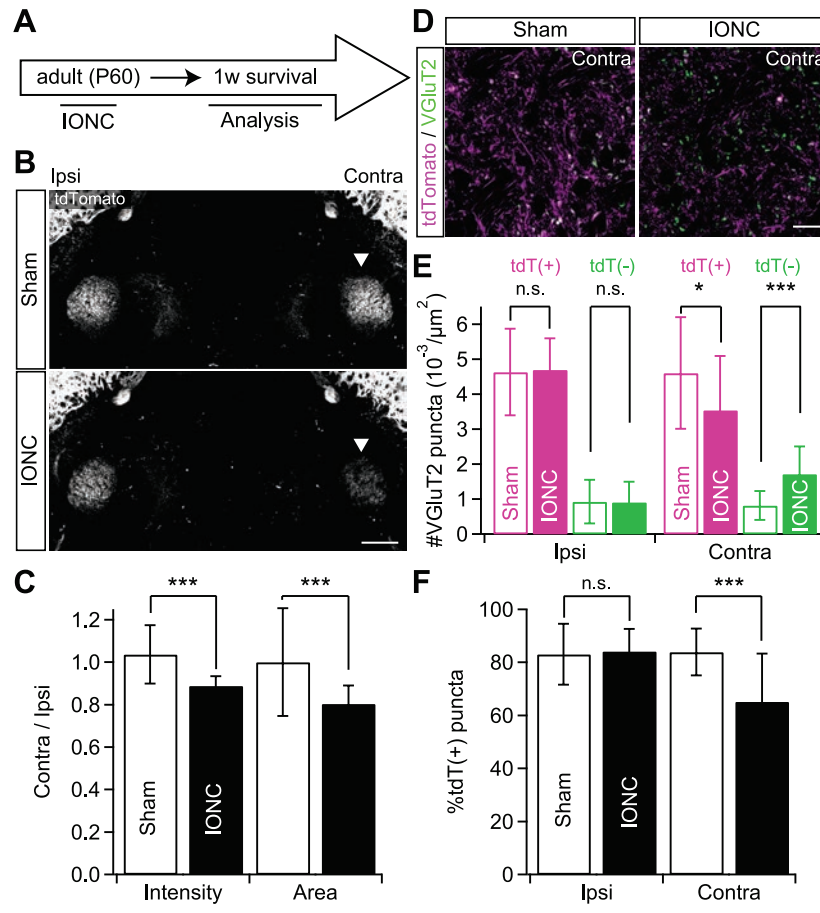 A
adult (P60)
1w survival
IONC
Analysis
B
Ipsi
Contra
tdTomato
Sham
IONC
C
1.2
1.0
0.8
0.6
0.4
0.2
0.0
Contra / Ipsi
***
***
Sham
IONC
Intensity
Area
D
Sham
IONC
tdTomato / VGluT2
Contra
Contra
E
tdT(+)
tdT(-)
tdT(+)
tdT(-)
n.s.
n.s.
*
***
6
5
4
3
2
1
0
#VGluT2 puncta (10⁻³/µm²)
Sham
IONC
Sham
IONC
Ipsi
Contra
F
n.s.
***
100
80
60
40
20
0
%tdT(+) puncta
Sham
IONC
Ipsi
Contra